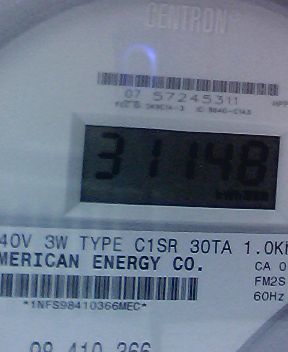 CENTRON
07 57245311
31148
40V 3W TYPE C1SR 30TA 1.0K
MERICAN ENERGY CO.
CA 0
FM2S
60Hz
*1NFS98410366MEC*
98 410 366